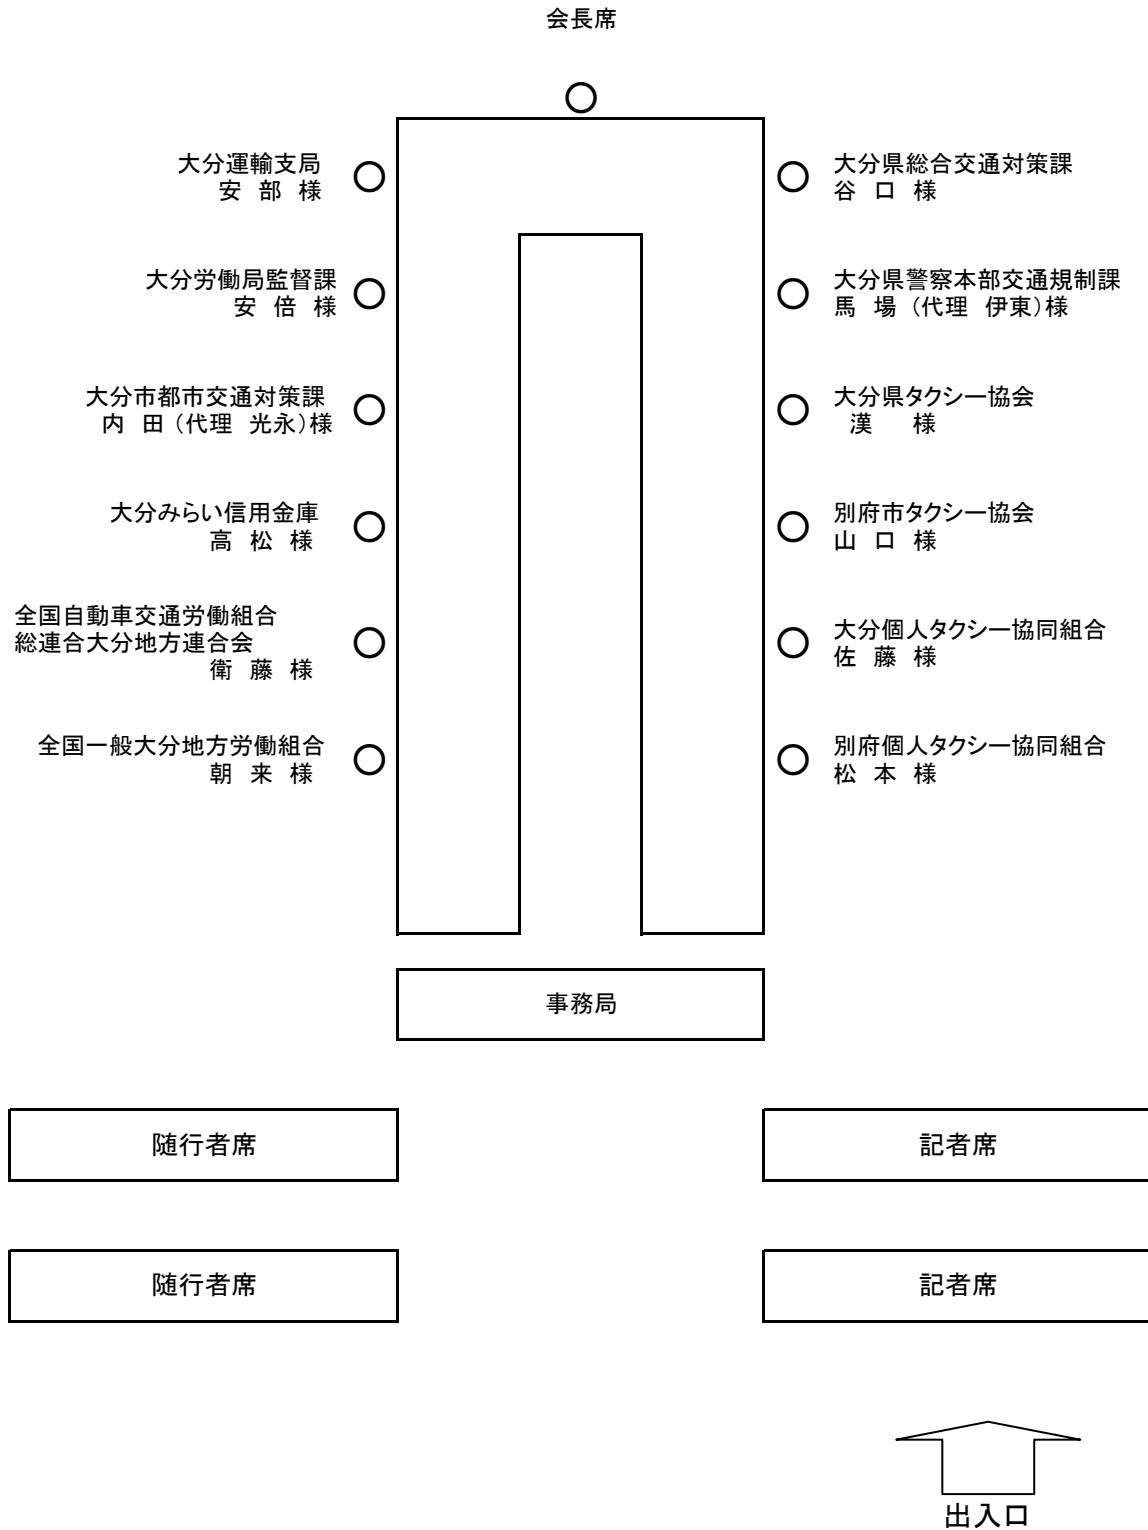 会長席
大分運輸支局
安 部 様
大分県総合交通対策課
谷 口 様
大分労働局監督課
安 倍 様
大分県警察本部交通規制課
馬 場（代理 伊東）様
大分市都市交通対策課
内 田（代理 光永）様
大分県タクシー協会
漢 様
大分みらい信用金庫
高 松 様
別府市タクシー協会
山 口 様
全国自動車交通労働組合
総連合大分地方連合会
衛 藤 様
大分個人タクシー協同組合
佐 藤 様
全国一般大分地方労働組合
朝 来 様
別府個人タクシー協同組合
松 本 様
事務局
随行者席
記者席
随行者席
記者席
出入口